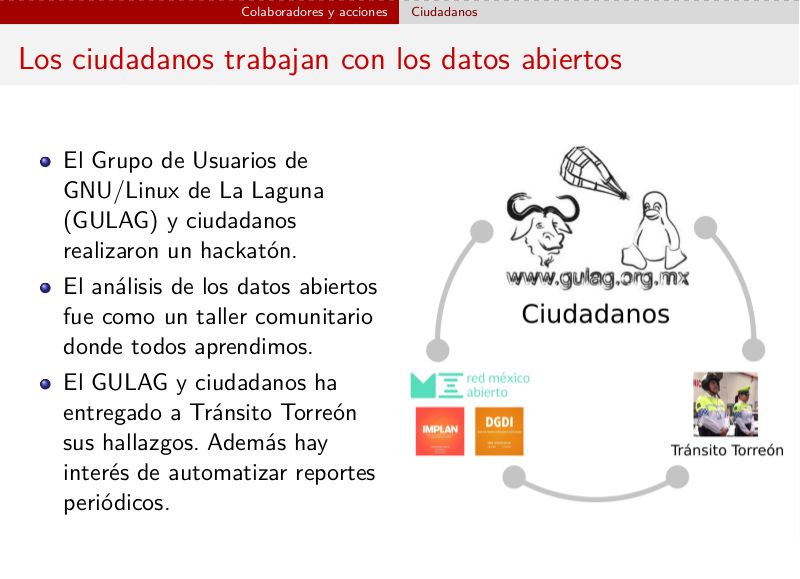 Colaboradores y acciones
Ciudadanos
Los ciudadanos trabajan con los datos abiertos
El Grupo de Usuarios de
GNU/Linux de La Laguna
(GULAG) y ciudadanos
realizaron un hackatón.
El análisis de los datos abiertos
fue como un taller comunitario
donde todos aprendimos.
El GULAG y ciudadanos ha
entregado a Tránsito Torreón
sus hallazgos. Además hay
interés de automatizar reportes
periódicos.
www.gulag.org.mx
Ciudadanos
red méxico
abierto
IMPLAN
DGDI
Tránsito Torreón